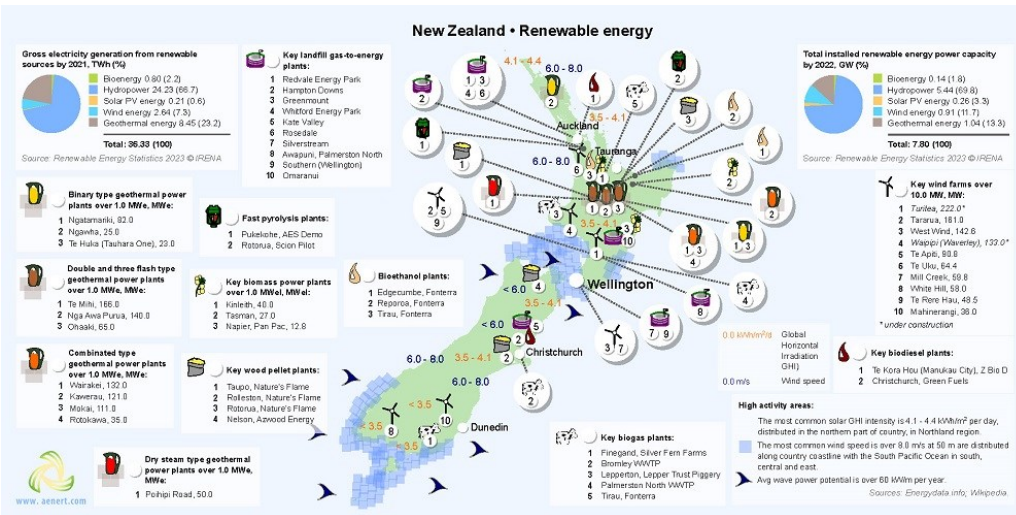 New Zealand • Renewable energy
Gross electricity generation from renewable
sources by 2021, TWh (%)
Bioenergy 0.80 (2.2)
Hydropower 24.23 (66.7)
Solar PV energy 0.21 (0.6)
Wind energy 2.64 (7.3)
Geothermal energy 8.45 (23.2)
Total: 36.33 (100)
Source: Renewable Energy Statistics 2023 © IRENA
Key landfill gas-to-energy
plants:
1 Redvale Energy Park
2 Hampton Downs
3 Greenmount
4 Whitford Energy Park
5 Kate Valley
6 Rosedale
7 Silverstream
8 Awapuni, Palmerston North
9 Southern (Wellington)
10 Omaranui
Total installed renewable energy power capacity
by 2022, GW (%)
Bioenergy 0.14 (1.8)
Hydropower 5.44 (69.8)
Solar PV energy 0.26 (3.3)
Wind energy 0.91 (11.7)
Geothermal energy 1.04 (13.3)
Total: 7.80 (100)
Source: Renewable Energy Statistics 2023 © IRENA
Binary type geothermal power
plants over 1.0 MWe, MWe:
1 Ngatamariki, 82.0
2 Ngawha, 25.0
3 Te Huka (Tauhara One), 23.0
Fast pyrolysis plants:
1 Pukekohe, AES Demo
2 Rotorua, Scion Pilot
Double and three flash type
geothermal power plants
over 1.0 MWe, MWe:
1 Te Mihi, 166.0
2 Nga Awa Purua, 140.0
3 Ohaaki, 65.0
Key biomass power plants
over 1.0 MWel, MWel:
1 Kinleith, 40.0
2 Tasman, 27.0
3 Napier, Pan Pac, 12.8
Bioethanol plants:
1 Edgecumbe, Fonterra
2 Reporoa, Fonterra
3 Tirau, Fonterra
Combined type
geothermal power plants
over 1.0 MWe, MWe:
1 Wairakei, 132.0
2 Kawerau, 121.0
3 Mokai, 111.0
4 Rotokawa, 35.0
Key wood pellet plants:
1 Taupo, Nature's Flame
2 Rolleston, Nature's Flame
3 Rotorua, Nature's Flame
4 Nelson, Azwood Energy
Dry steam type geothermal
power plants over 1.0 MWe,
MWe:
1 Poihipi Road, 50.0
www.aenert.com
4.1 - 4.4
6.0 - 8.0
3.5 - 4.1
Auckland
6.0 - 8.0
Tauranga
3.5 - 4.1
Wellington
< 6.0
3.5 - 4.1
< 6.0
6.0 - 8.0
3.5 - 4.1
Christchurch
6.0 - 8.0
< 3.5
< 3.5
< 3.5
Dunedin
Key wind farms over
10.0 MW, MW:
1 Turilea, 222.0*
2 Tararua, 161.0
3 West Wind, 142.6
4 Waipipi (Waverley), 133.0*
5 Te Apiti, 90.8
6 Te Uku, 64.4
7 Mill Creek, 59.8
8 White Hill, 58.0
9 Te Rere Hau, 48.5
10 Mahinerangi, 36.0
* under construction
0.0 kWh/m²/d Global
Horizontal
Irradiation
GHI)
0.0 m/s Wind speed
Key biodiesel plants:
1 Te Kora Hou (Manukau City), Z Bio D
2 Christchurch, Green Fuels
Key biogas plants:
1 Finegand, Silver Fern Farms
2 Bromley WWTP
3 Lepperton, Lepper Trust Piggery
4 Palmerston North WWTP
5 Tirau, Fonterra
High activity areas:
The most common solar GHI intensity is 4.1 - 4.4 kWh/m² per day,
distributed in the northern part of country, in Northland region.
The most common wind speed is over 8.0 m/s at 50 m are distributed
along country coastline with the South Pacific Ocean in south,
central and east.
Avg wave power potential is over 60 kW/m per year.
Sources: Energydata info; Wikipedia.